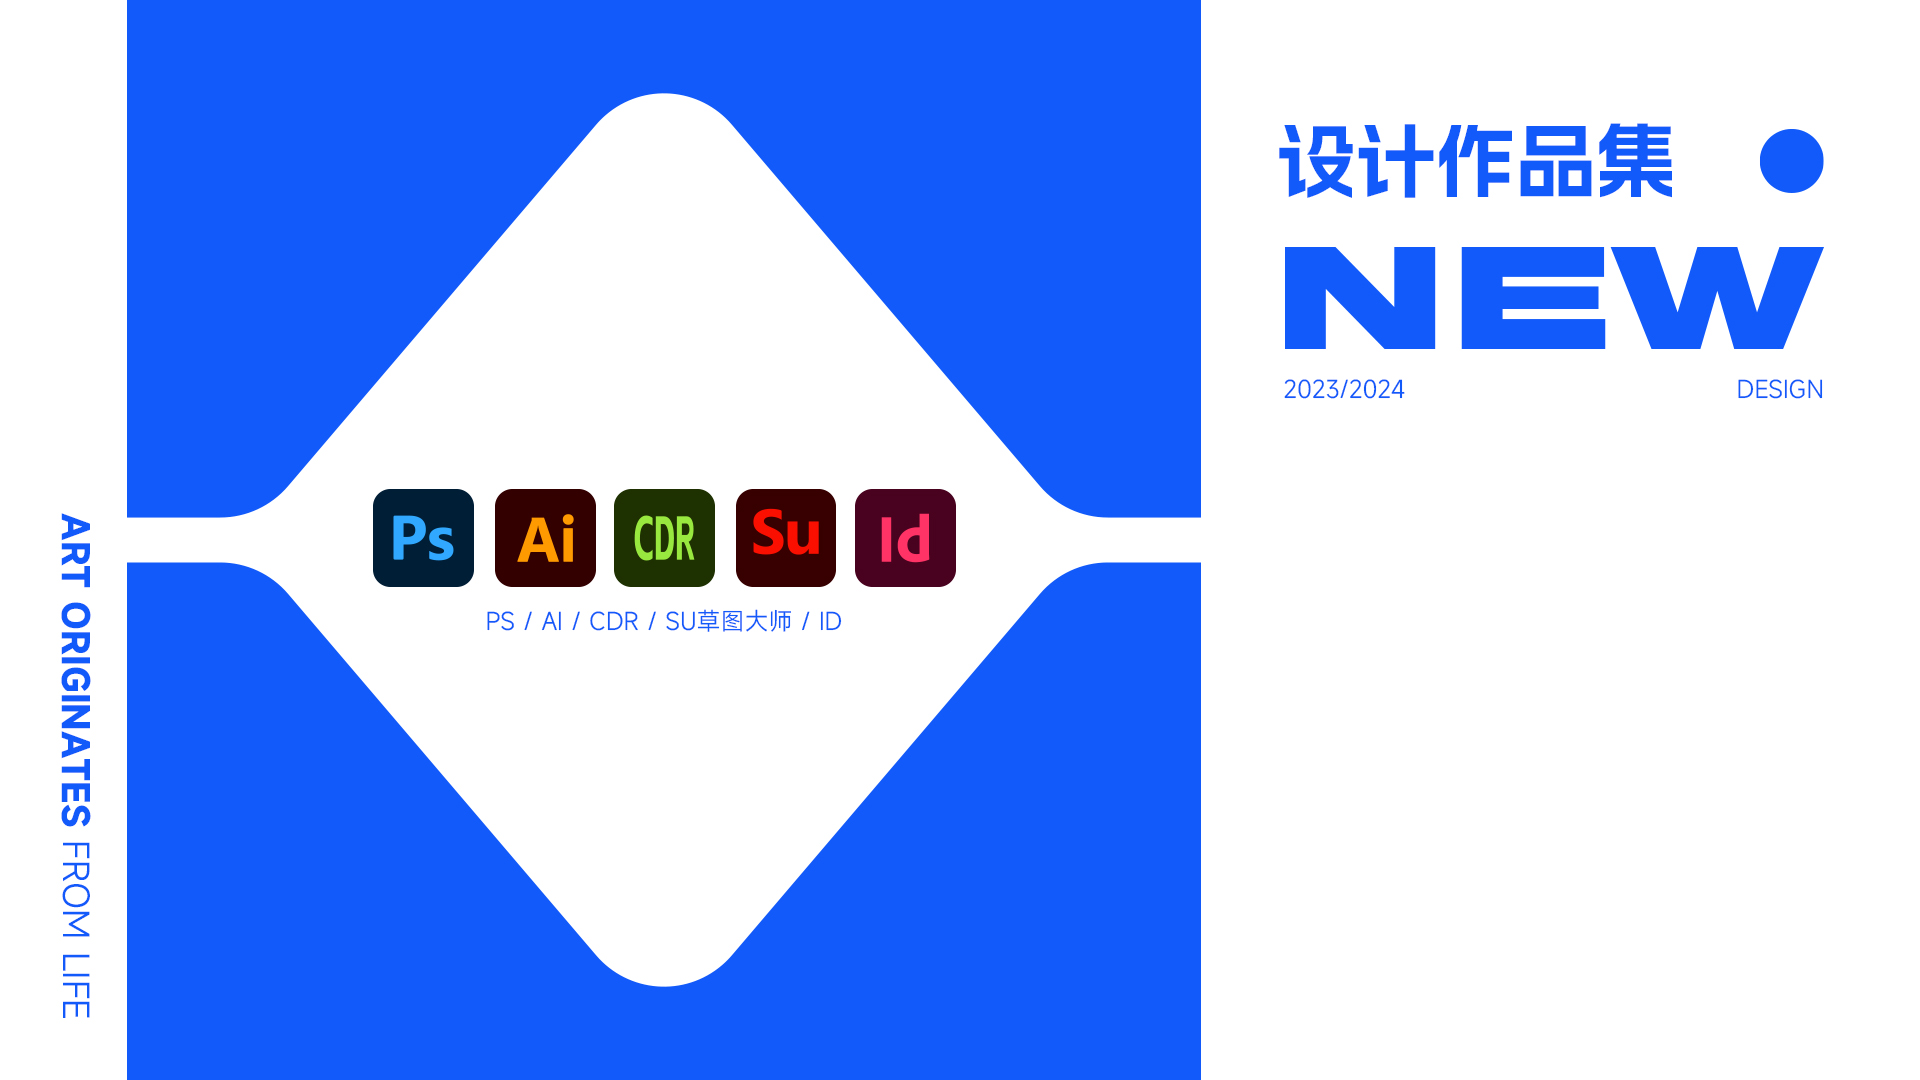 设计作品集
NEW
2023/2024
DESIGN
Ps Ai CDR Su Id
PS / AI / CDR / SU草图大师 / ID
ART ORIGINATES FROM LIFE